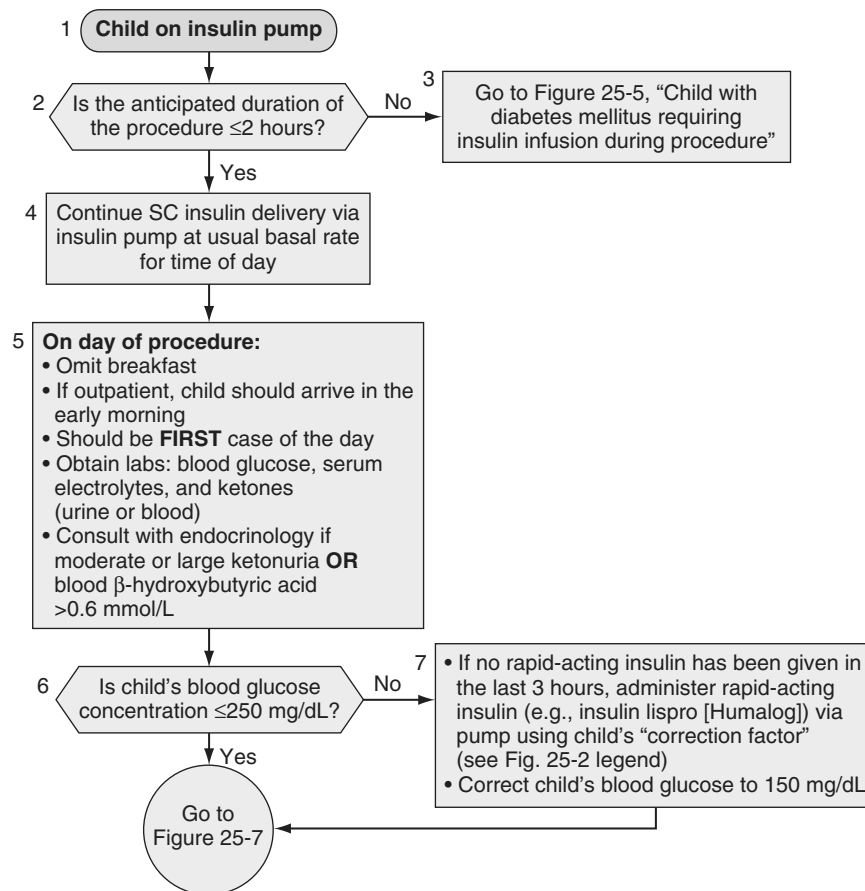 1 Child on insulin pump
2 Is the anticipated duration of
the procedure ≤2 hours?
No
3 Go to Figure 25-5, “Child with
diabetes mellitus requiring
insulin infusion during procedure”
Yes
4 Continue SC insulin delivery via
insulin pump at usual basal rate
for time of day
5 On day of procedure:
• Omit breakfast
• If outpatient, child should arrive in the
early morning
• Should be FIRST case of the day
• Obtain labs: blood glucose, serum
electrolytes, and ketones
(urine or blood)
• Consult with endocrinology if
moderate or large ketonuria OR
blood β-hydroxybutyric acid
>0.6 mmol/L
6 Is child’s blood glucose
concentration ≤250 mg/dL?
No
7 • If no rapid-acting insulin has been given in
the last 3 hours, administer rapid-acting
insulin (e.g., insulin lispro [Humalog]) via
pump using child’s “correction factor”
(see Fig. 25-2 legend)
• Correct child’s blood glucose to 150 mg/dL
Yes
Go to
Figure 25-7